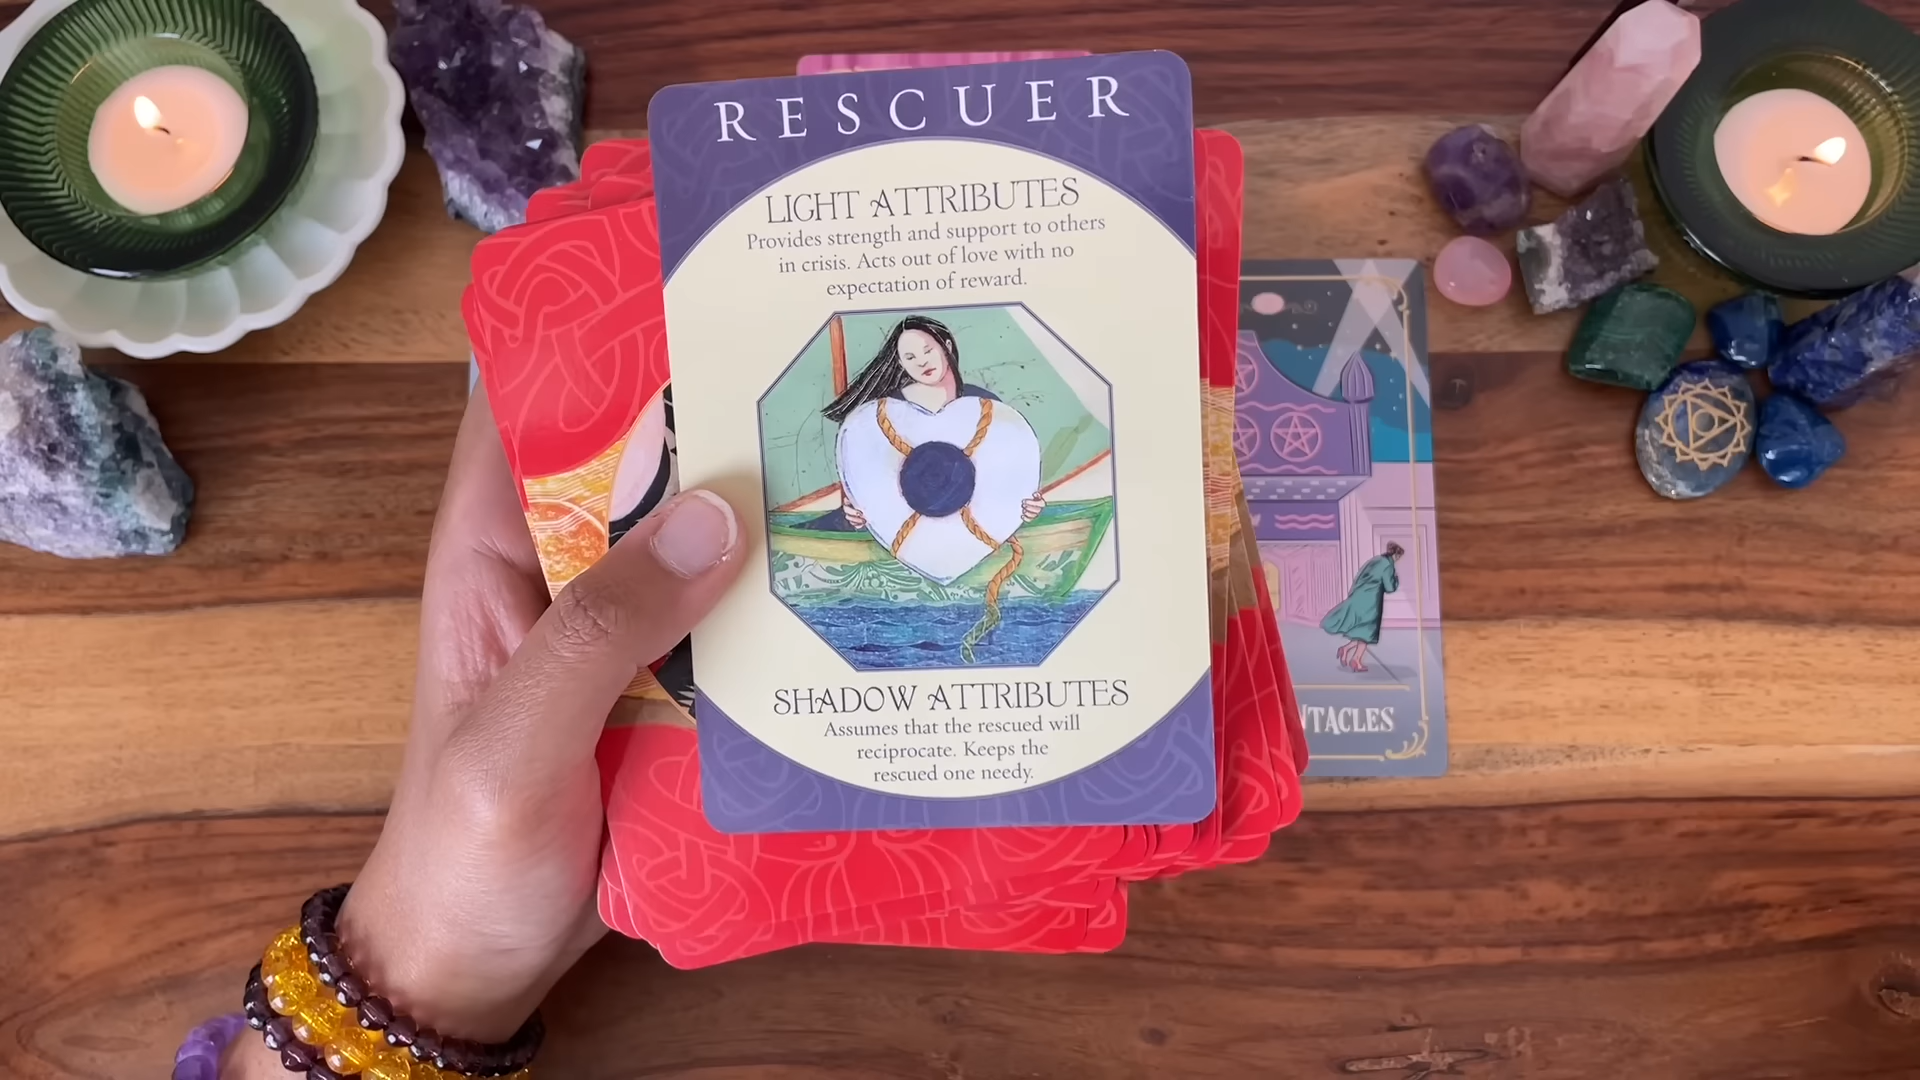 RESCUER
LIGHT ATTRIBUTES
Provides strength and support to others
in crisis. Acts out of love with no
expectation of reward.
SHADOW ATTRIBUTES
Assumes that the rescued will
reciprocate. Keeps the
rescued one needy.
NTACLES